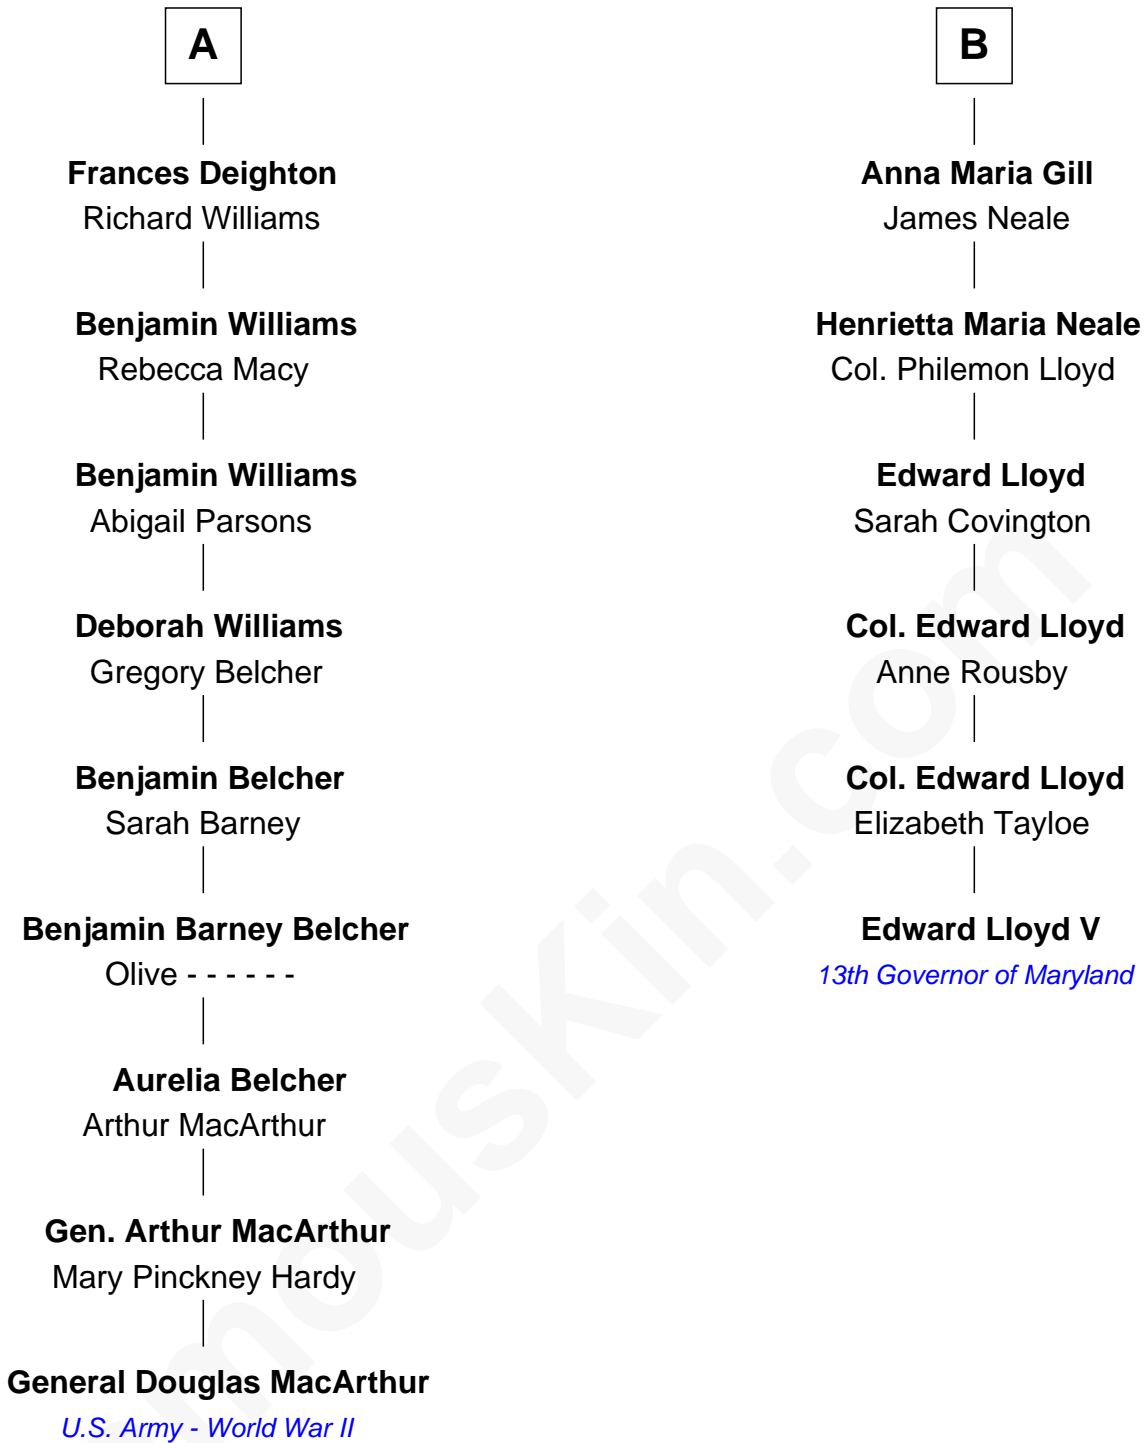 A
Frances Deighton
Richard Williams
Benjamin Williams
Rebecca Macy
Benjamin Williams
Abigail Parsons
Deborah Williams
Gregory Belcher
Benjamin Belcher
Sarah Barney
Benjamin Barney Belcher
Olive - - - - - -
Aurelia Belcher
Arthur MacArthur
Gen. Arthur MacArthur
Mary Pinckney Hardy
General Douglas MacArthur
U.S. Army - World War II
B
Anna Maria Gill
James Neale
Henrietta Maria Neale
Col. Philemon Lloyd
Edward Lloyd
Sarah Covington
Col. Edward Lloyd
Anne Rousby
Col. Edward Lloyd
Elizabeth Tayloe
Edward Lloyd V
13th Governor of Maryland
mousKin.com